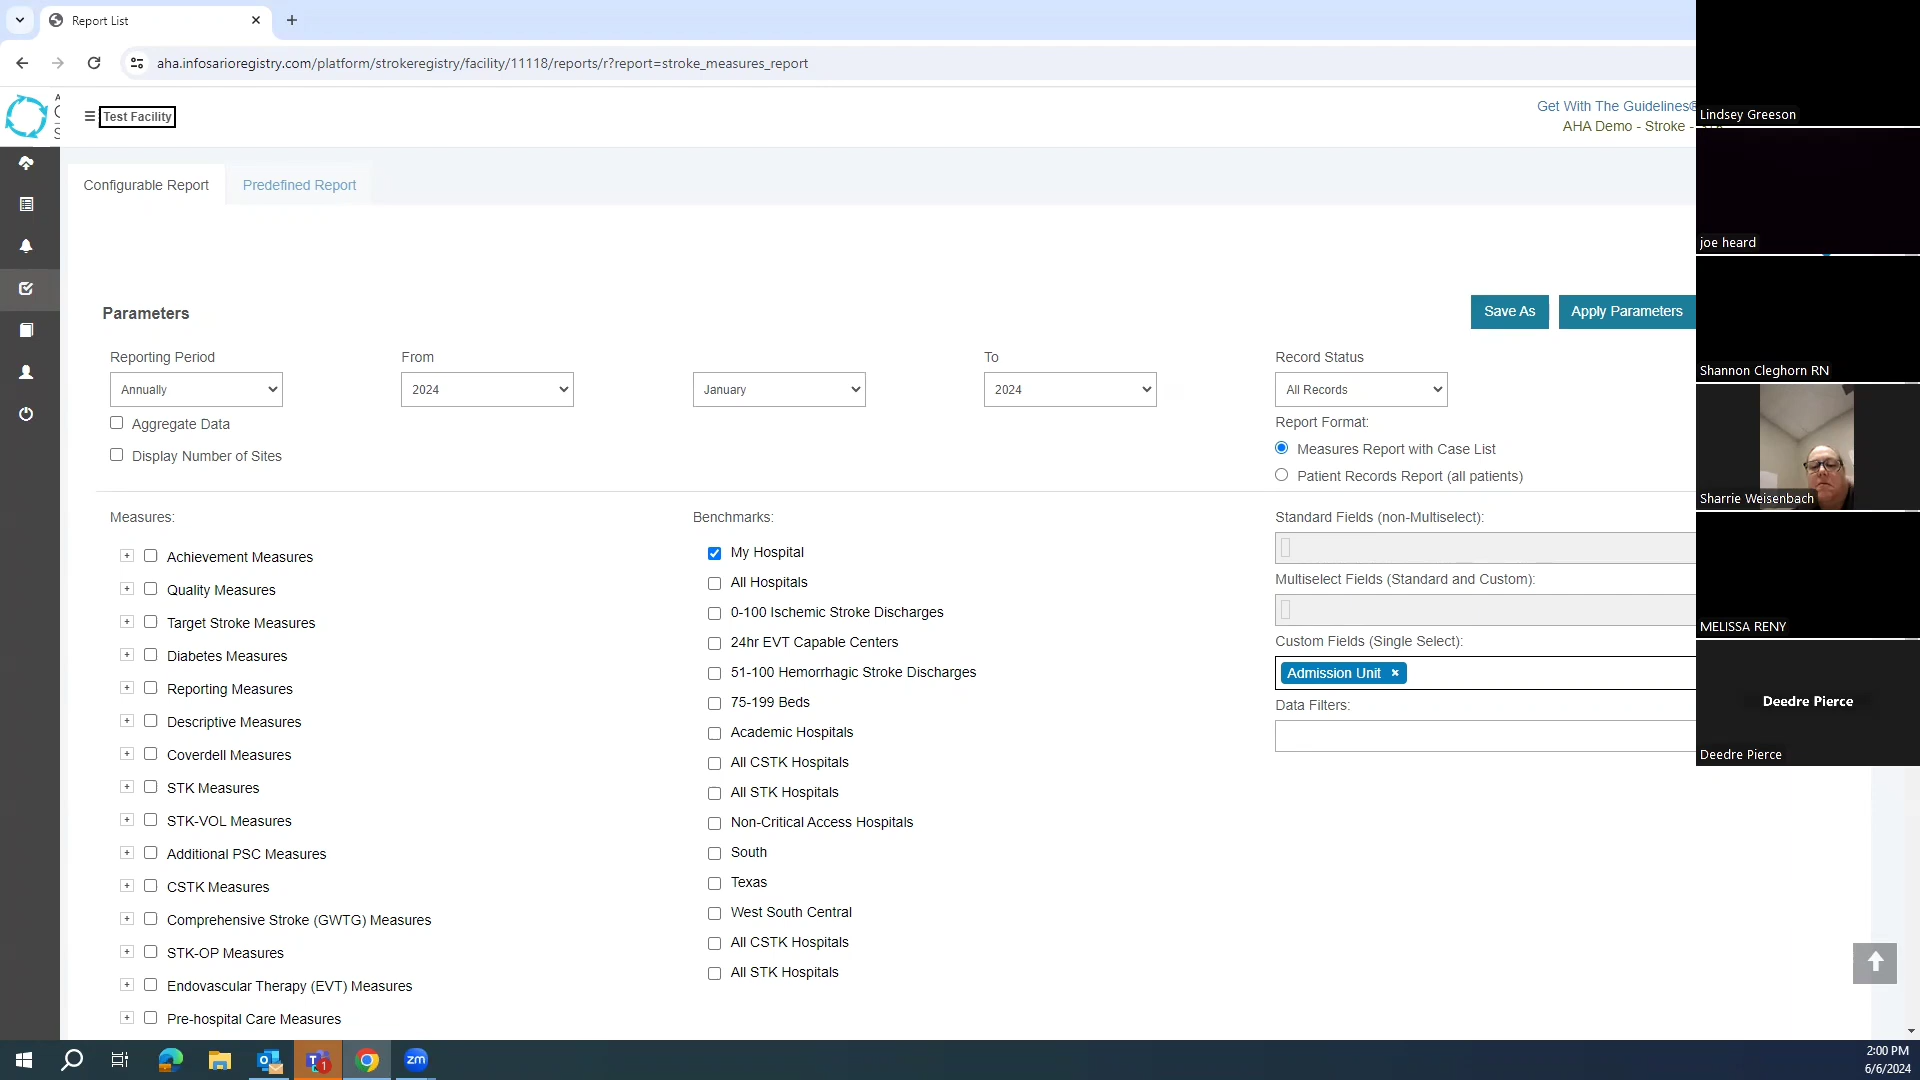 Report List
aha.infosarioregistry.com/platform/strokeregistry/facility/11118/reports/r?report=stroke_measures_report
Test Facility
Get With The Guidelines®
AHA Demo - Stroke -
Configurable Report
Predefined Report
Parameters
Save As
Apply Parameters
Reporting Period
From
To
Record Status
Annually
2024
January
2024
All Records
Aggregate Data
Display Number of Sites
Report Format:
Measures Report with Case List
Patient Records Report (all patients)
Measures:
Achievement Measures
Quality Measures
Target Stroke Measures
Diabetes Measures
Reporting Measures
Descriptive Measures
Coverdell Measures
STK Measures
STK-VOL Measures
Additional PSC Measures
CSTK Measures
Comprehensive Stroke (GWTG) Measures
STK-OP Measures
Endovascular Therapy (EVT) Measures
Pre-hospital Care Measures
Benchmarks:
My Hospital
All Hospitals
0-100 Ischemic Stroke Discharges
24hr EVT Capable Centers
51-100 Hemorrhagic Stroke Discharges
75-199 Beds
Academic Hospitals
All CSTK Hospitals
All STK Hospitals
Non-Critical Access Hospitals
South
Texas
West South Central
All CSTK Hospitals
All STK Hospitals
Standard Fields (non-Multiselect):
Multiselect Fields (Standard and Custom):
Custom Fields (Single Select):
Admission Unit ×
Data Filters:
Lindsey Greeson
joe heard
Shannon Cleghorn RN
Sharrie Weisenbach
MELISSA RENY
Deedre Pierce
Deedre Pierce
1
zm
2:00 PM
6/6/2024